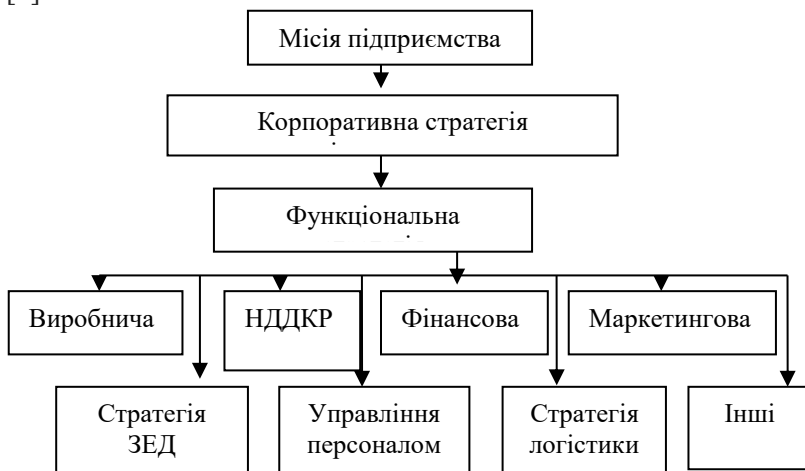 Місія підприємства
Корпоративна стратегія
Функціональна
Виробнича
НДДКР
Фінансова
Маркетингова
Стратегія
ЗЕД
Управління
персоналом
Стратегія
логістики
Інші